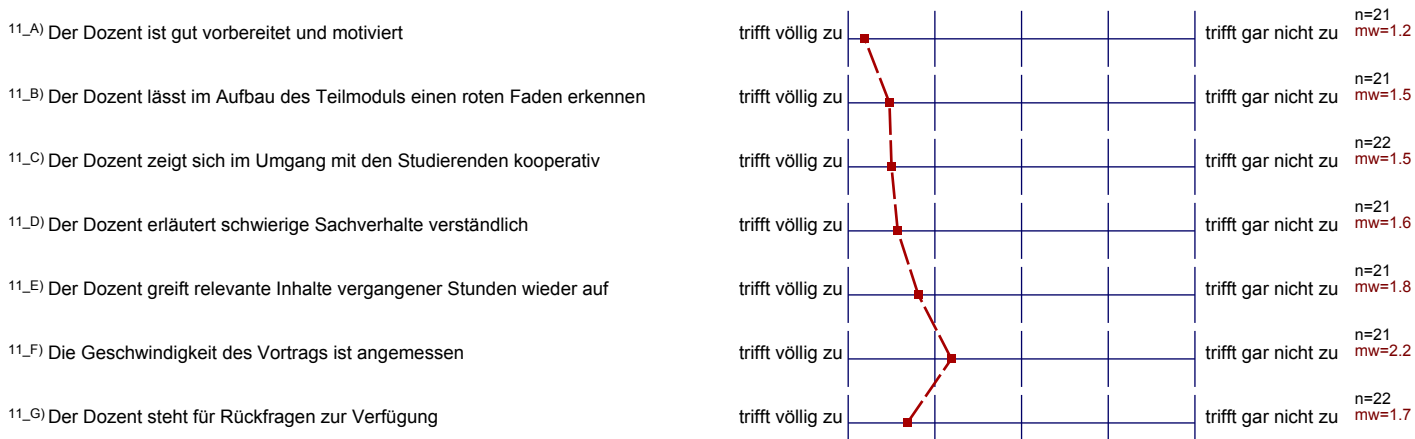 11_A) Der Dozent ist gut vorbereitet und motiviert trifft völlig zu trifft gar nicht zu n=21 mw=1.2
11_B) Der Dozent lässt im Aufbau des Teilmoduls einen roten Faden erkennen trifft völlig zu trifft gar nicht zu n=21 mw=1.5
11_C) Der Dozent zeigt sich im Umgang mit den Studierenden kooperativ trifft völlig zu trifft gar nicht zu n=22 mw=1.5
11_D) Der Dozent erläutert schwierige Sachverhalte verständlich trifft völlig zu trifft gar nicht zu n=21 mw=1.6
11_E) Der Dozent greift relevante Inhalte vergangener Stunden wieder auf trifft völlig zu trifft gar nicht zu n=21 mw=1.8
11_F) Die Geschwindigkeit des Vortrags ist angemessen trifft völlig zu trifft gar nicht zu n=21 mw=2.2
11_G) Der Dozent steht für Rückfragen zur Verfügung trifft völlig zu trifft gar nicht zu n=22 mw=1.7